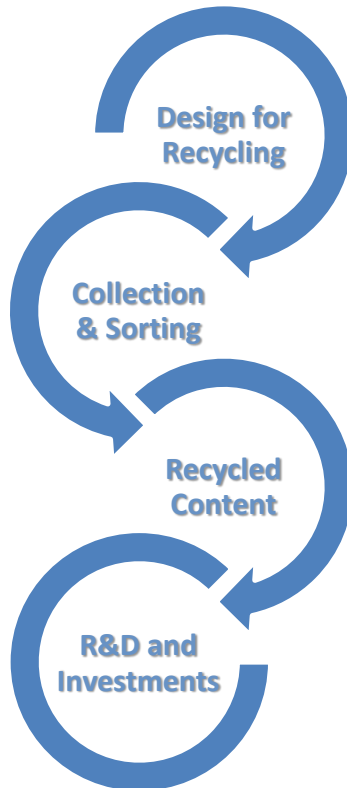 Design for
Recycling
Collection
& Sorting
Recycled
Content
R&D and
Investments